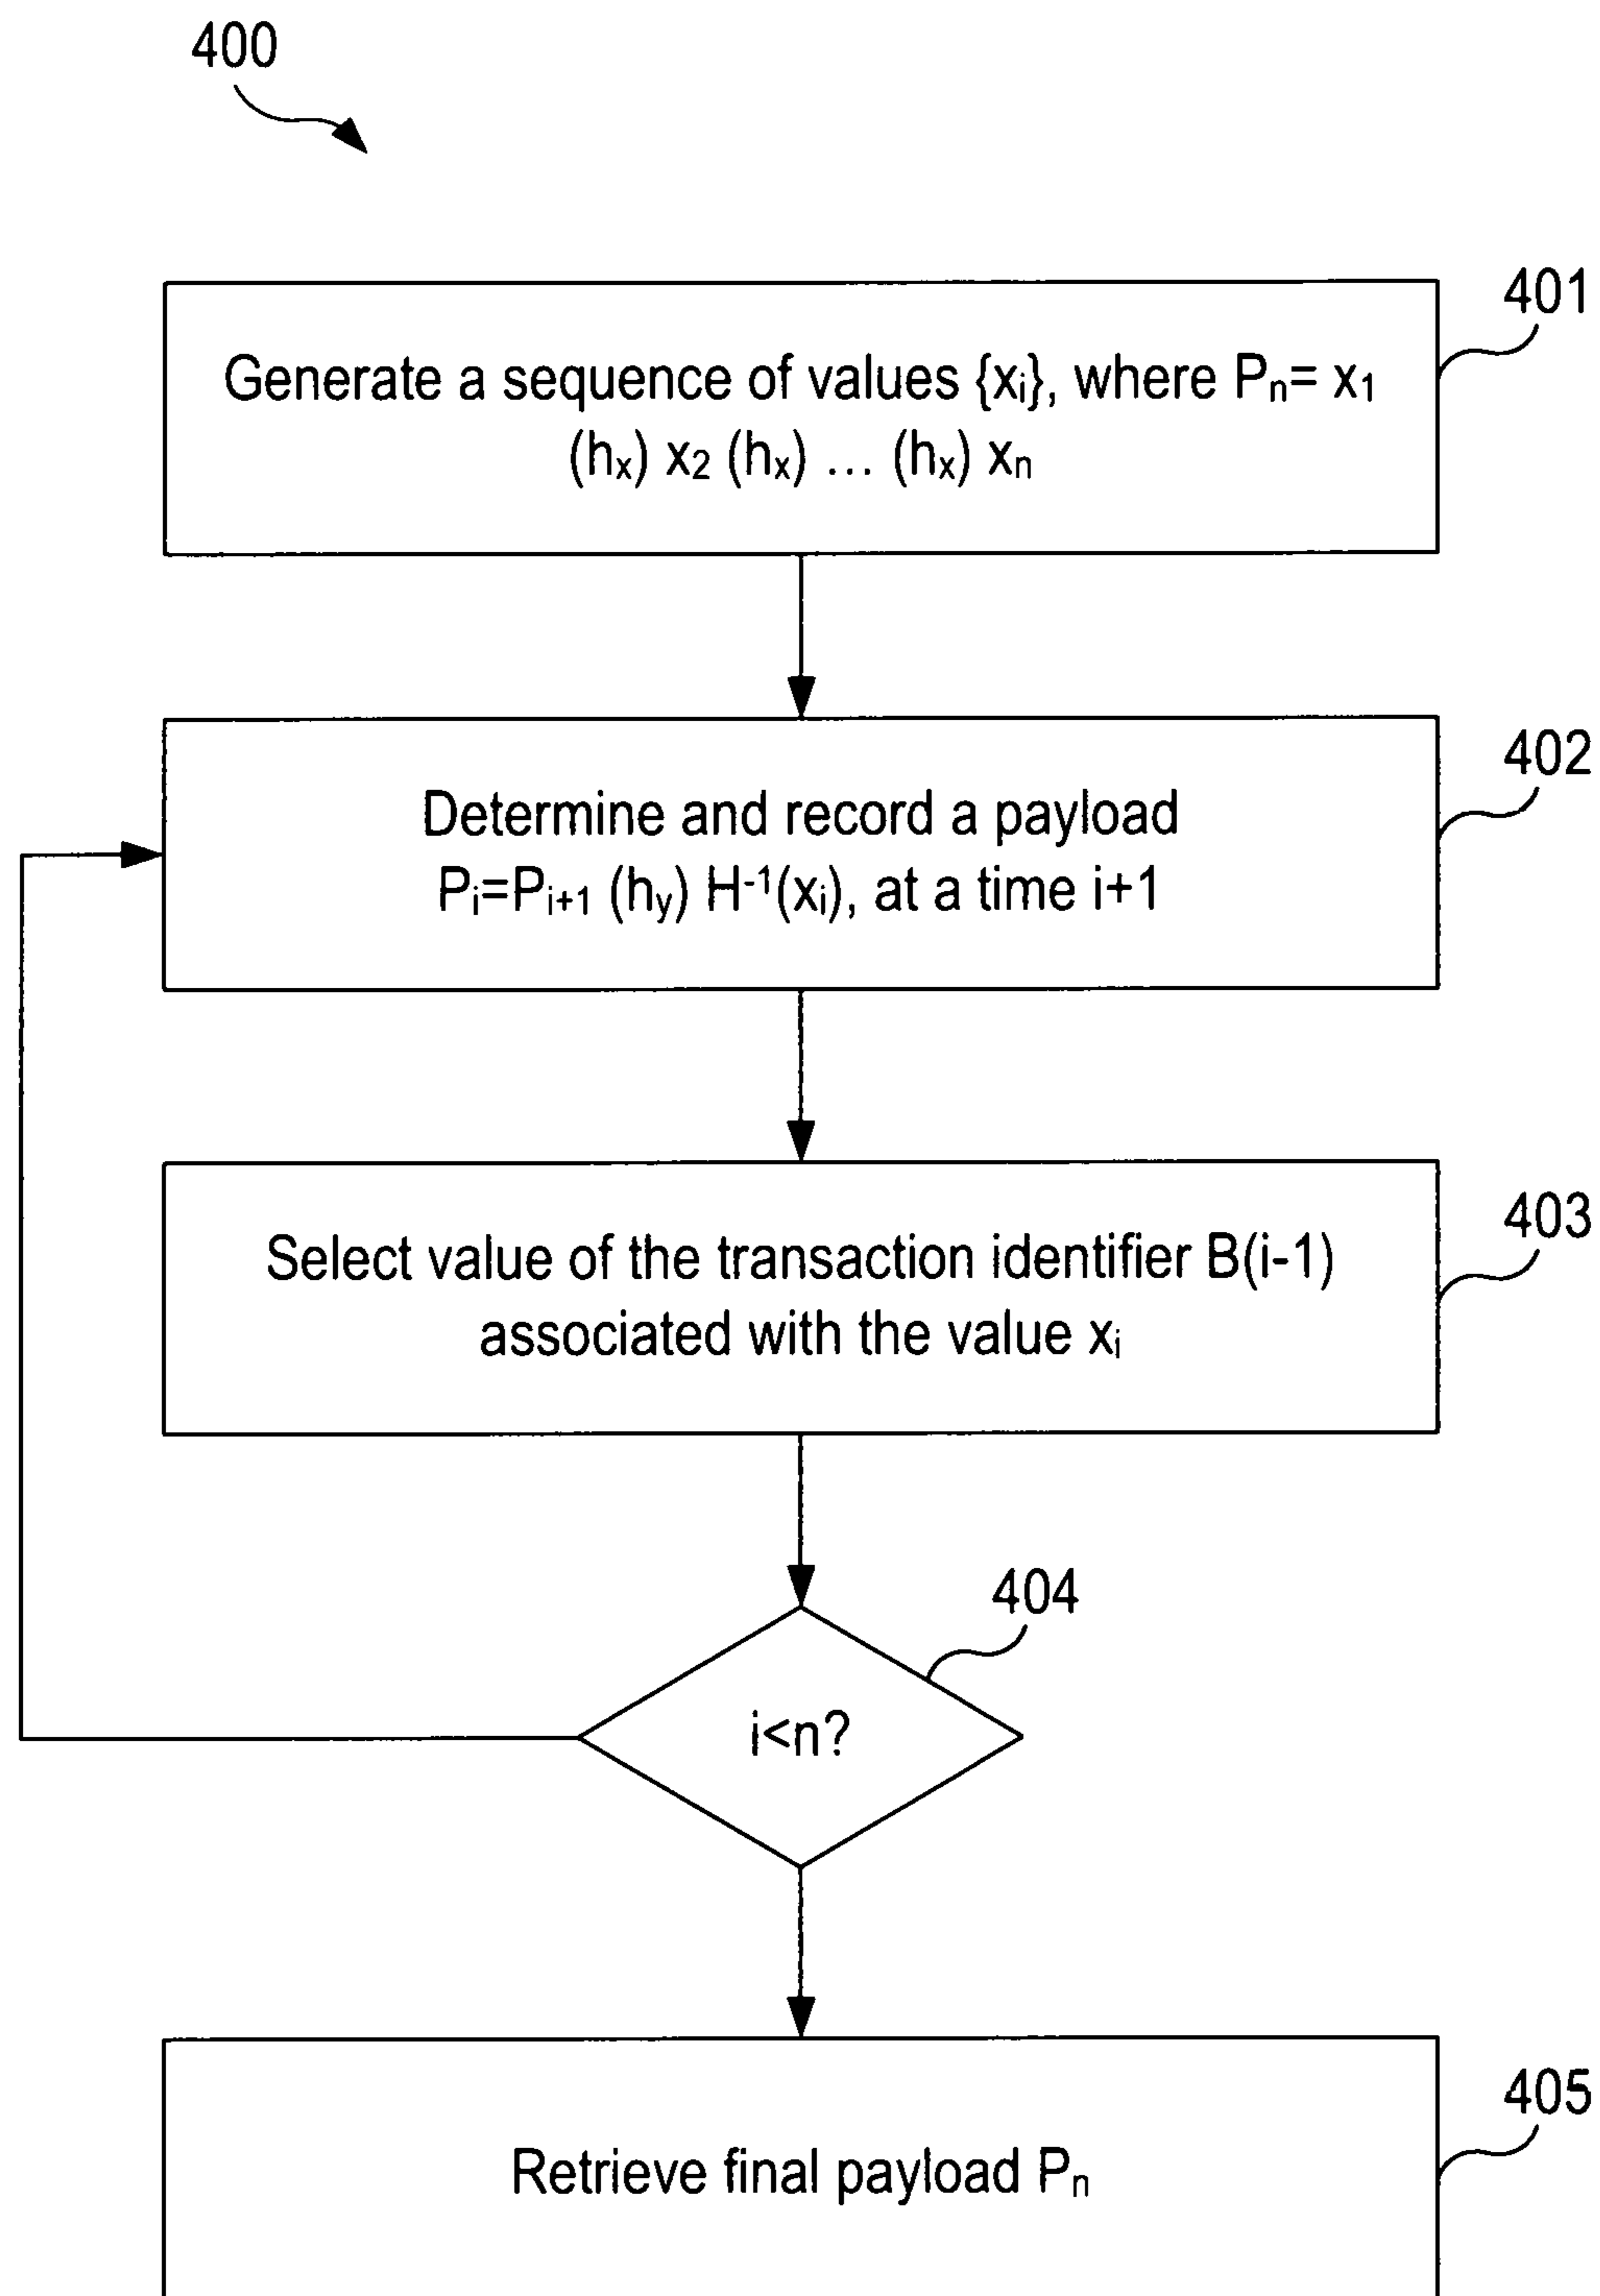 400
401
Generate a sequence of values {xᵢ}, where Pₙ= x₁
(hₓ) x₂ (hₓ) ... (hₓ) xₙ
402
Determine and record a payload
Pᵢ=Pᵢ₊₁ (hᵧ) H⁻¹(xᵢ), at a time i+1
403
Select value of the transaction identifier B(i-1)
associated with the value xᵢ
404
i<n?
405
Retrieve final payload Pₙ